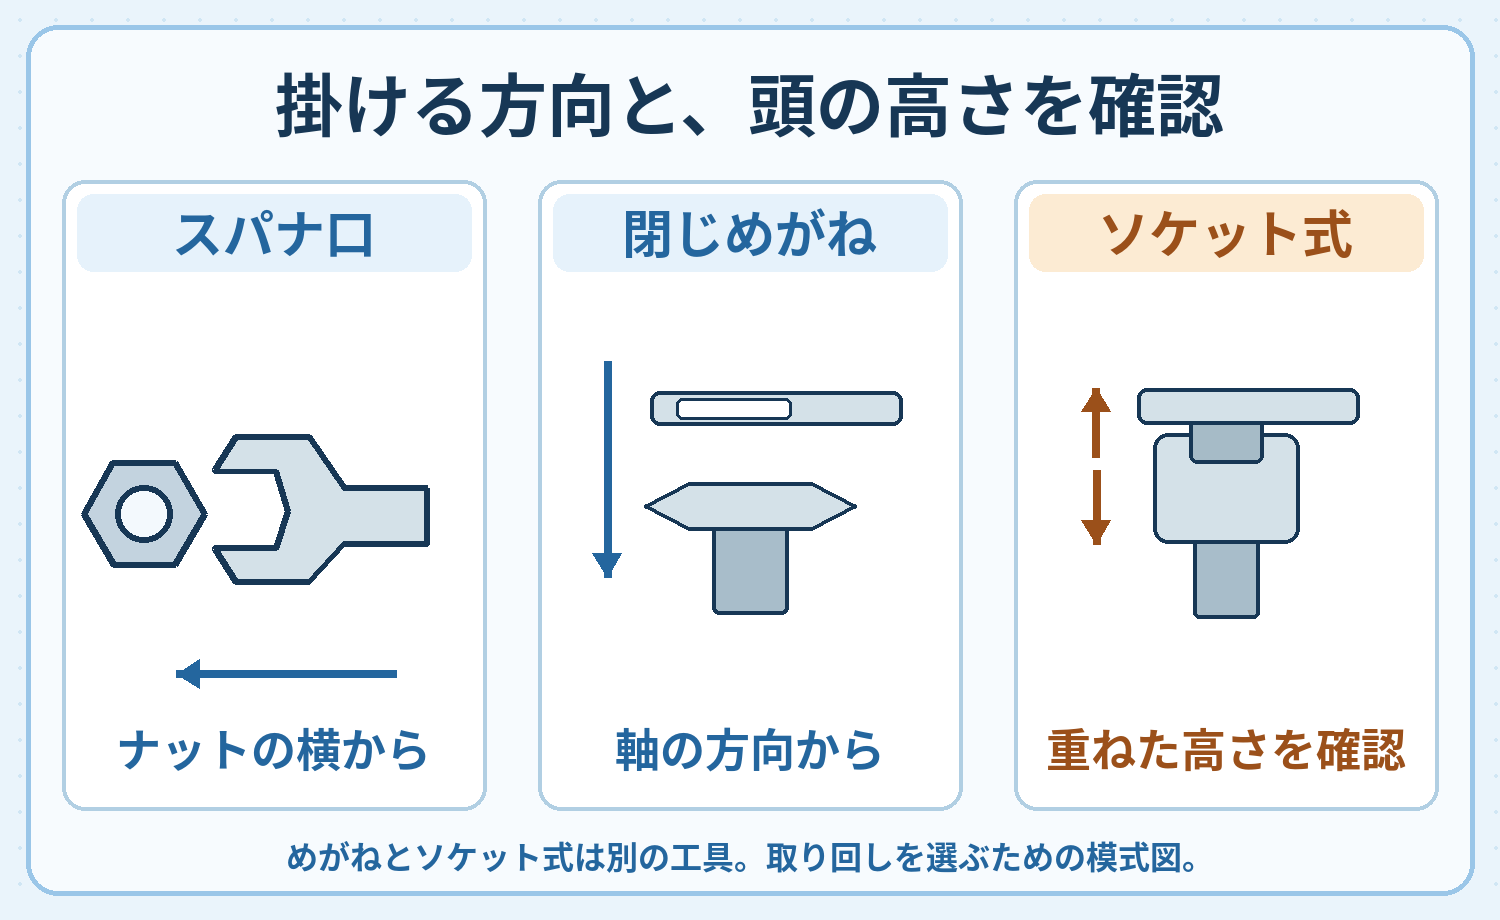 掛ける方向と、頭の高さを確認
スパナ口
閉じめがね
ソケット式
ナットの横から
軸の方向から
重ねた高さを確認
めがねとソケット式は別の工具。取り回しを選ぶための模式図。